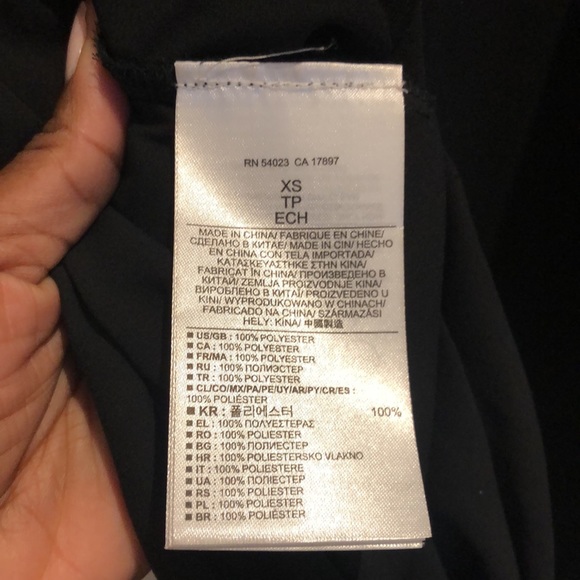 RN 54023 CA 17897
XS
TP
ECH
MADE IN CHINA/ FABRIQUE EN CHINE/
СДЕЛАНО В КИТАЕ/ MADE IN CIN/ HECHO
EN CHINA CON TELA IMPORTADA/
ΚΑΤΑΣΚΕΥΑΣΤΗΚΕ ΣΤΗΝ ΚΙΝΑ/
FABRICAT ÎN CHINA/ ПРОИЗВЕДЕНО В
КИТАЙ/ ZEMLJA PROIZVODNJE KINA/
ВИРОБЛЕНО В КИТАЇ/ PROIZVEDENO U
KINI/ WYPRODUKOWANO W CHINACH/
FABRICADO NA CHINA/ SZÁRMAZÁSI
HELY: KíNA/ 中國製造
■ US/GB : 100% POLYESTER
■ CA : 100% POLYESTER
■ FR/MA : 100% POLYESTER
■ RU : 100% ПОЛИЭСТЕР
■ TR : 100% POLYESTER
■ CL/CO/MX/PA/PE/UY/AR/PY/CR/ES :
100% POLIÉSTER
■ KR : 폴리에스터 100%
■ EL : 100% ΠΟΛΥΕΣΤΕΡΑΣ
■ RO : 100% POLIESTER
■ BG : 100% ПОЛИЕСТЕР
■ HR : 100% POLIESTERSKO VLAKNO
■ IT : 100% POLIESTERE
■ UA : 100% ПОЛІЕСТЕР
■ RS : 100% POLIESTER
■ PL : 100% POLIESTER
■ BR : 100% POLIÉSTER